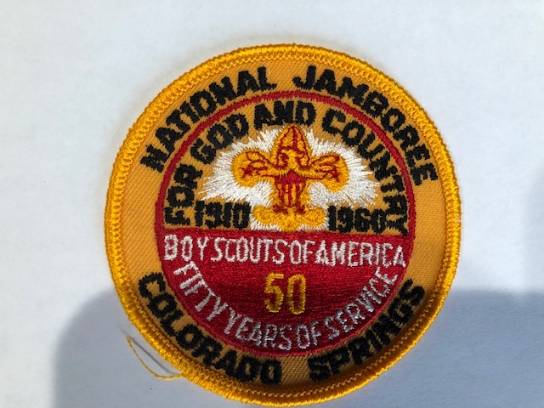 NATIONAL JAMBOREE
FOR GOD AND COUNTRY
1910 1960
BOY SCOUTS OF AMERICA
50
FIFTY YEARS OF SERVICE
COLORADO SPRINGS